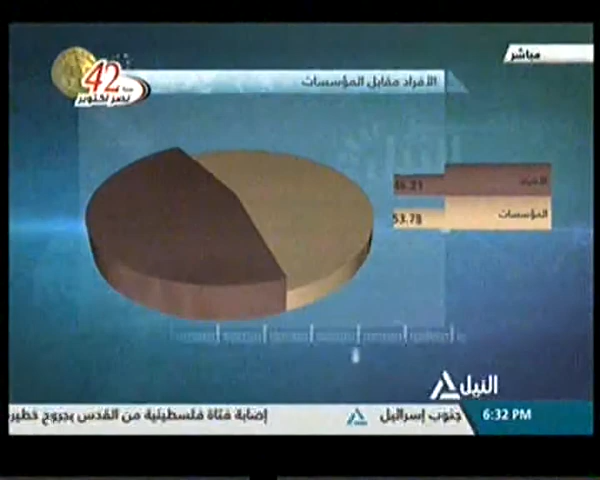 مباشر
42 سنة
نصر أكتوبر
الأفراد مقابل المؤسسات
الأفراد 46.21
المؤسسات 53.78
النيل
6:32 PM
جنوب إسرائيل
إصابة فتاة فلسطينية من القدس بجروح خطيرة